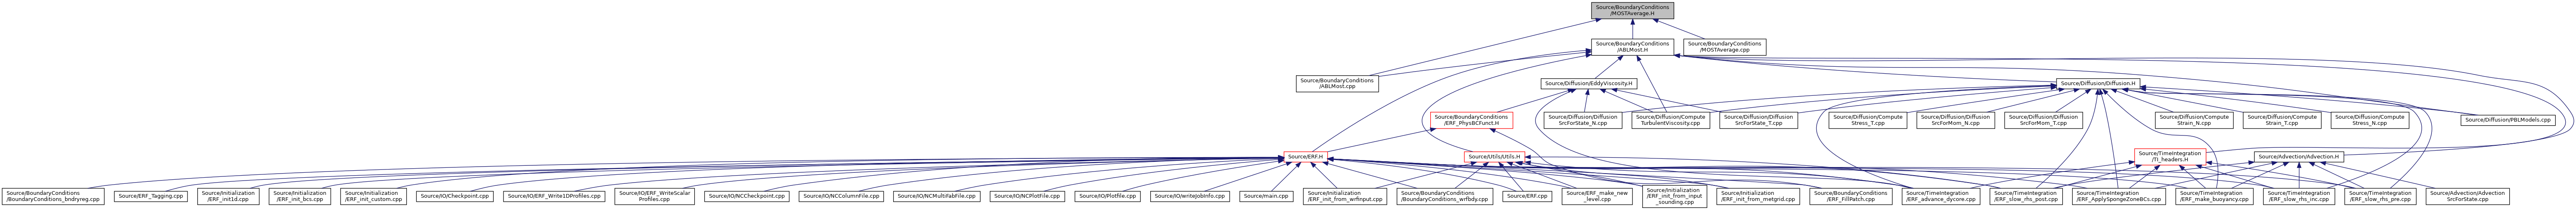 Source/BoundaryConditions
/MOSTAverage.H
Source/BoundaryConditions
/ABLMost.H
Source/BoundaryConditions
/MOSTAverage.cpp
Source/BoundaryConditions
/ABLMost.cpp
Source/Diffusion/EddyViscosity.H
Source/Diffusion/Diffusion.H
Source/BoundaryConditions
/ERF_PhysBCFunct.H
Source/Diffusion/Diffusion
SrcForState_N.cpp
Source/Diffusion/Compute
TurbulentViscosity.cpp
Source/Diffusion/Diffusion
SrcForState_T.cpp
Source/Diffusion/Compute
Stress_T.cpp
Source/Diffusion/Diffusion
SrcForMom_N.cpp
Source/Diffusion/Diffusion
SrcForMom_T.cpp
Source/Diffusion/Compute
Strain_N.cpp
Source/Diffusion/Compute
Strain_T.cpp
Source/Diffusion/Compute
Stress_N.cpp
Source/Diffusion/PBLModels.cpp
Source/ERF.H
Source/Utils/Utils.H
Source/TimeIntegration
/TI_headers.H
Source/Advection/Advection.H
Source/BoundaryConditions
/BoundaryConditions_bndryreg.cpp
Source/ERF_Tagging.cpp
Source/Initialization
/ERF_init1d.cpp
Source/Initialization
/ERF_init_bcs.cpp
Source/Initialization
/ERF_init_custom.cpp
Source/IO/Checkpoint.cpp
Source/IO/ERF_Write1DProfiles.cpp
Source/IO/ERF_WriteScalar
Profiles.cpp
Source/IO/NCCheckpoint.cpp
Source/IO/NCColumnFile.cpp
Source/IO/NCMultiFabFile.cpp
Source/IO/NCPlotFile.cpp
Source/IO/Plotfile.cpp
Source/IO/writeJobInfo.cpp
Source/main.cpp
Source/Initialization
/ERF_init_from_wrfinput.cpp
Source/BoundaryConditions
/BoundaryConditions_wrfbdy.cpp
Source/ERF.cpp
Source/ERF_make_new
_level.cpp
Source/Initialization
/ERF_init_from_input
_sounding.cpp
Source/Initialization
/ERF_init_from_metgrid.cpp
Source/BoundaryConditions
/ERF_FillPatch.cpp
Source/TimeIntegration
/ERF_advance_dycore.cpp
Source/TimeIntegration
/ERF_slow_rhs_post.cpp
Source/TimeIntegration
/ERF_ApplySpongeZoneBCs.cpp
Source/TimeIntegration
/ERF_make_buoyancy.cpp
Source/TimeIntegration
/ERF_slow_rhs_inc.cpp
Source/TimeIntegration
/ERF_slow_rhs_pre.cpp
Source/Advection/Advection
SrcForState.cpp